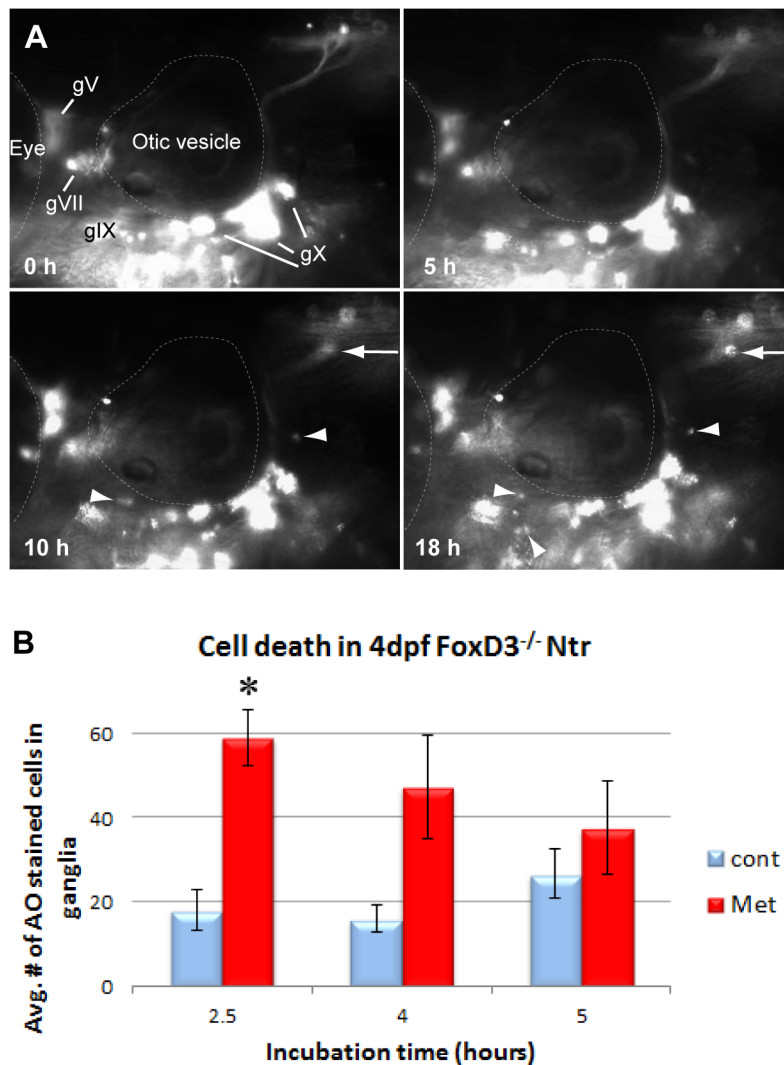 A
gV
Eye
Otic vesicle
gVII
gIX
gX
0 h
5 h
10 h
18 h
B
Cell death in 4dpf FoxD3-/- Ntr
*
Avg. # of AO stained cells in
ganglia
60
40
20
0
2.5
4
5
Incubation time (hours)
cont
Met